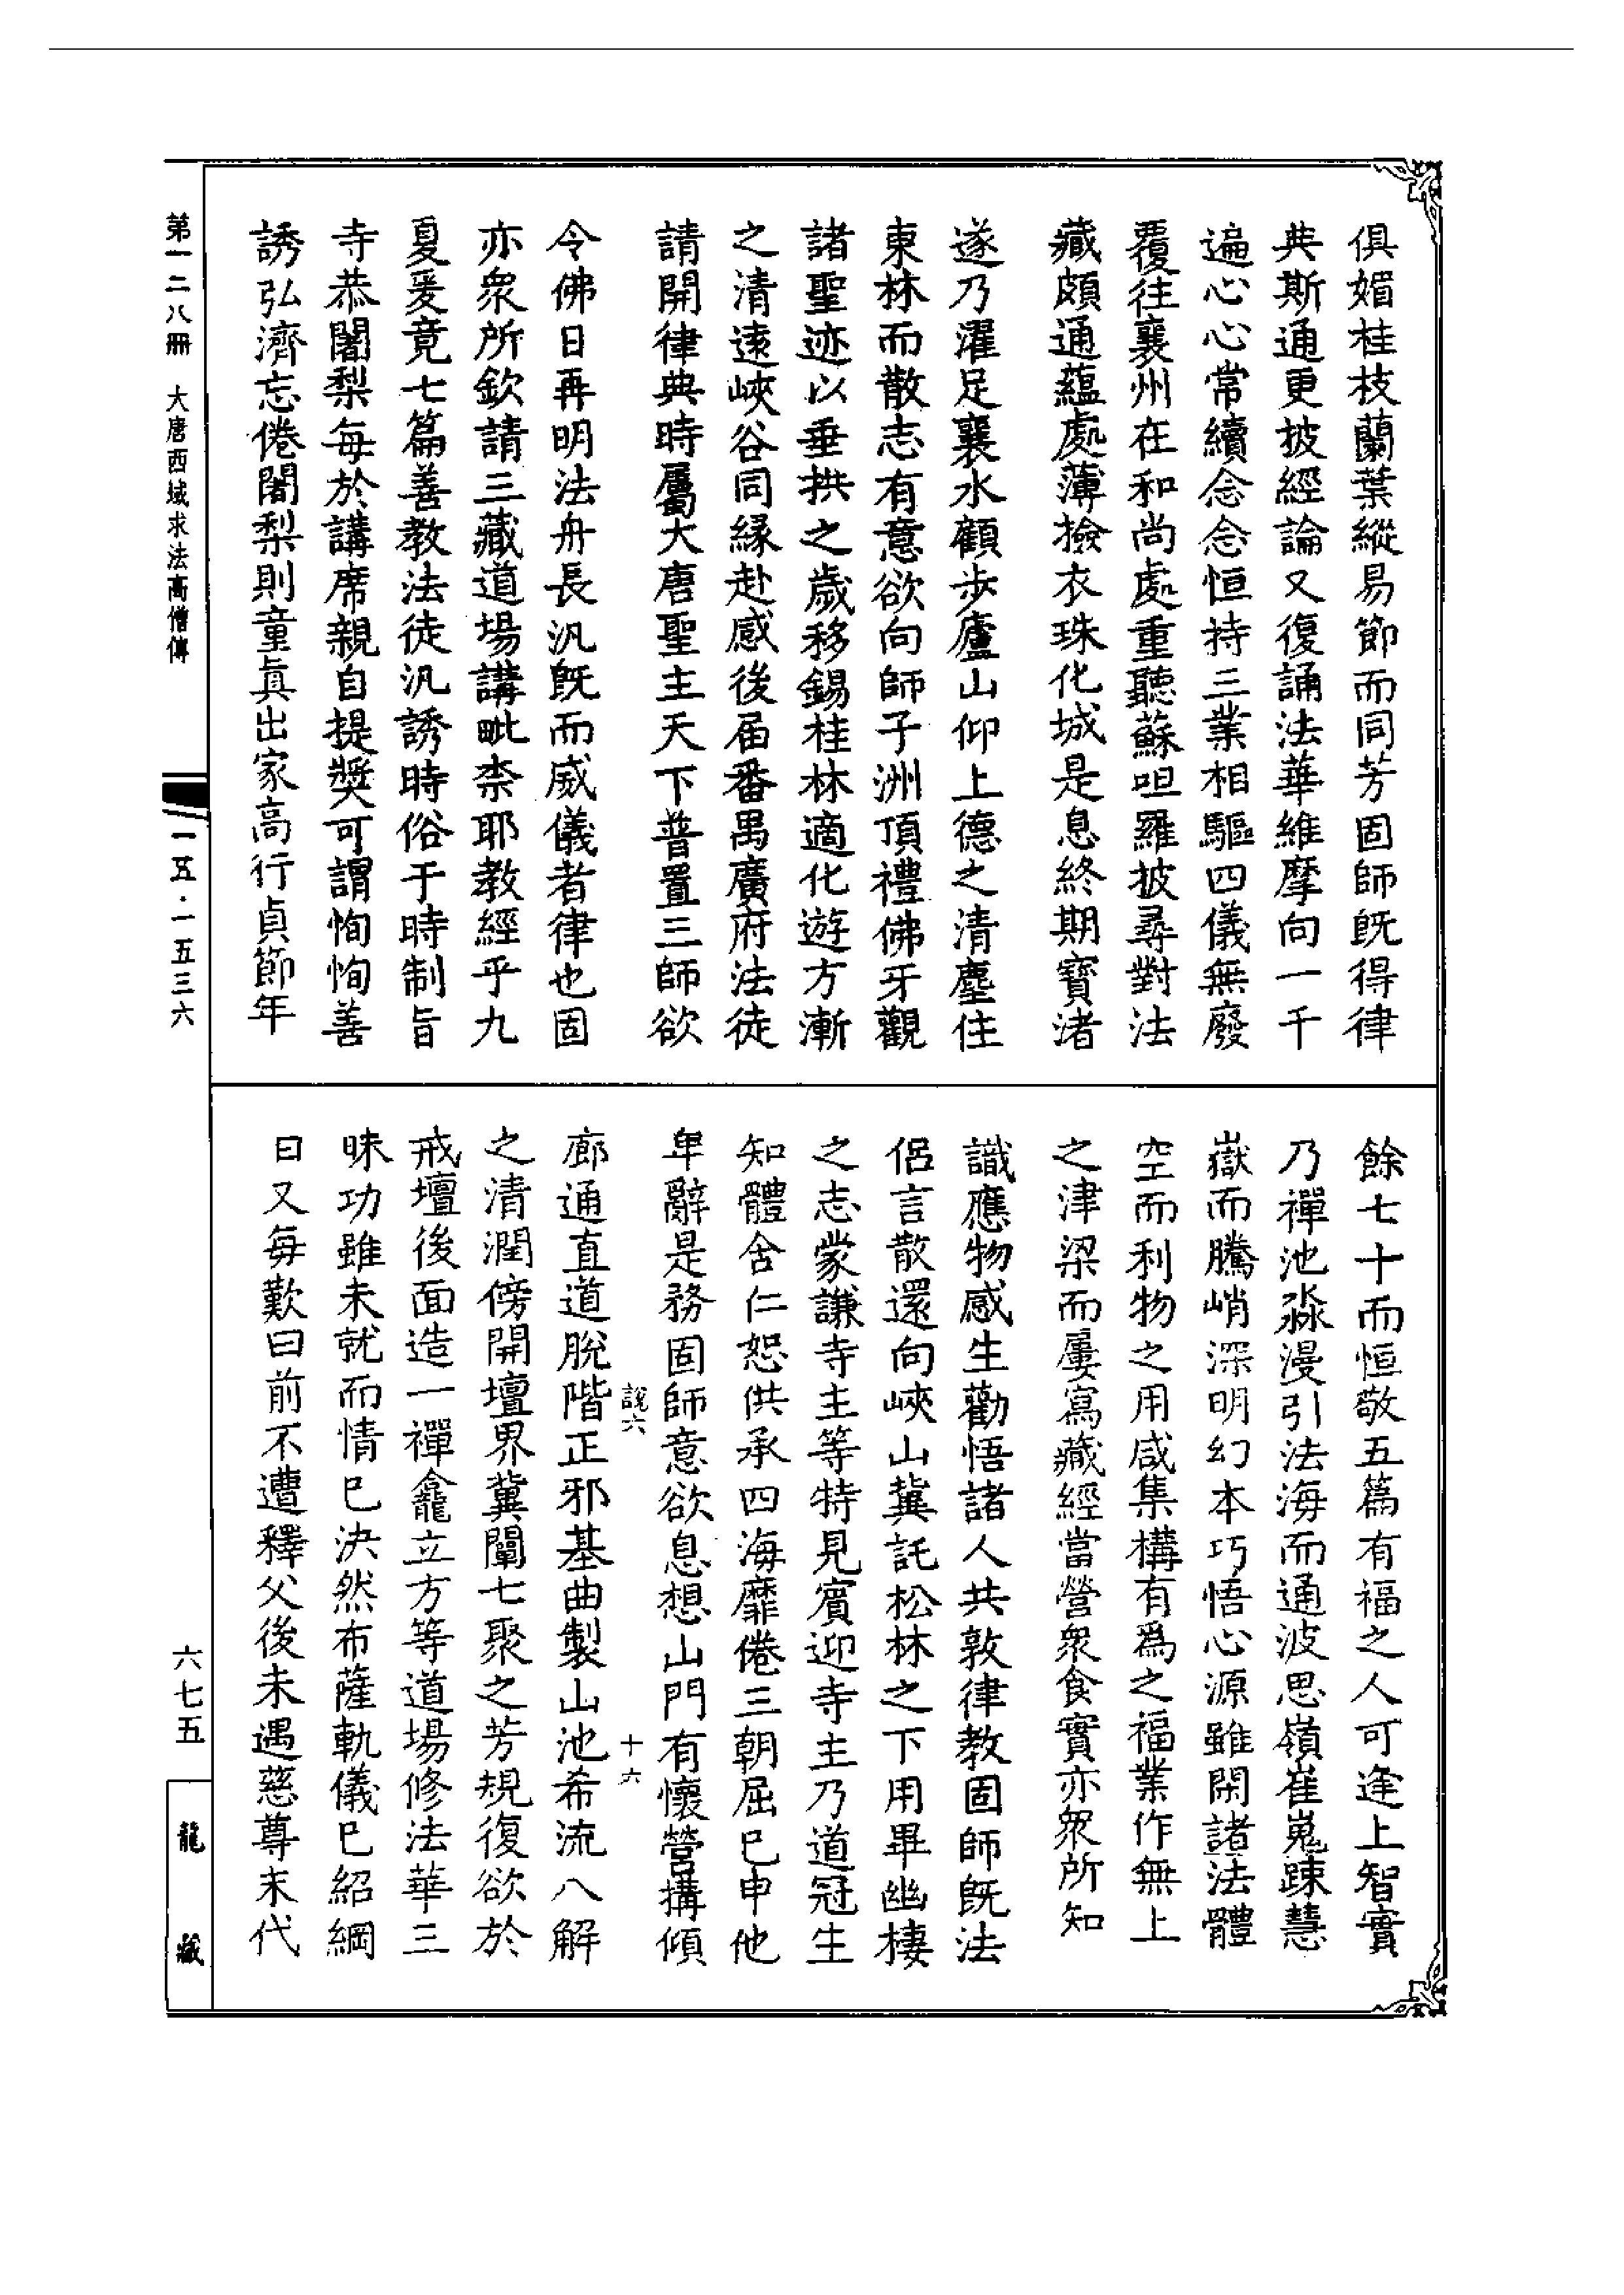 俱媚桂枝蘭葉縱易節而同芳固師旣得律
典斯通更披經論又復誦法華維摩向一千
遍心心常續念念恒持三業相驅四儀無廢
覆往襄州在和尚處重聽蘇呾羅披尋對法
藏頗通蘊處薄撿衣珠化城是息終期寶渚
遂乃濯足襄水顧步廬山仰上德之清塵住
東林而散志有意欲向師子洲頂禮佛牙觀
諸聖迹以垂拱之歲移錫桂林適化遊方漸
之清遠峽谷同緣赴感後届番禺廣府法徒
請開律典時屬大唐聖主天下普置三師欲
令佛日再明法舟長汎旣而威儀者律也固
亦衆所欽請三藏道場講毗柰耶教經乎九
夏爰竟七篇善教法徒汎誘時俗于時制旨
寺恭闍梨每於講席親自提獎可謂恂恂善
誘弘濟忘倦闍梨則童眞出家高行貞節年
餘七十而恒敬五篇有福之人可逢上智實
乃禪池淼漫引法海而通波思嶺崔嵬踈慧
嶽而騰峭深明幻本巧悟心源雖閑諸法體
空而利物之用咸集構有爲之福業作無上
之津梁而屢寫藏經當營衆食實亦衆所知
識應物感生勸悟諸人共敦律教固師旣法
侶言散還向峽山冀託松林之下用畢幽棲
之志蒙謙寺主等特見賓迎寺主乃道冠生
知體含仁恕供承四海靡倦三朝屈已申他
卑辭是務固師意欲息想山門有懷營搆傾
說六 十六
廊通直道脫階正邪基曲製山池希流八解
之清潤傍開壇界冀闡七聚之芳規復欲於
戒壇後面造一禪龕立方等道場修法華三
昧功雖未就而情已決然布薩軌儀已紹綱
日又每歎曰前不遭釋父後未遇慈尊末代
第一二八冊 大唐西域求法高僧傳
一五·一五三六
六七五
龍藏